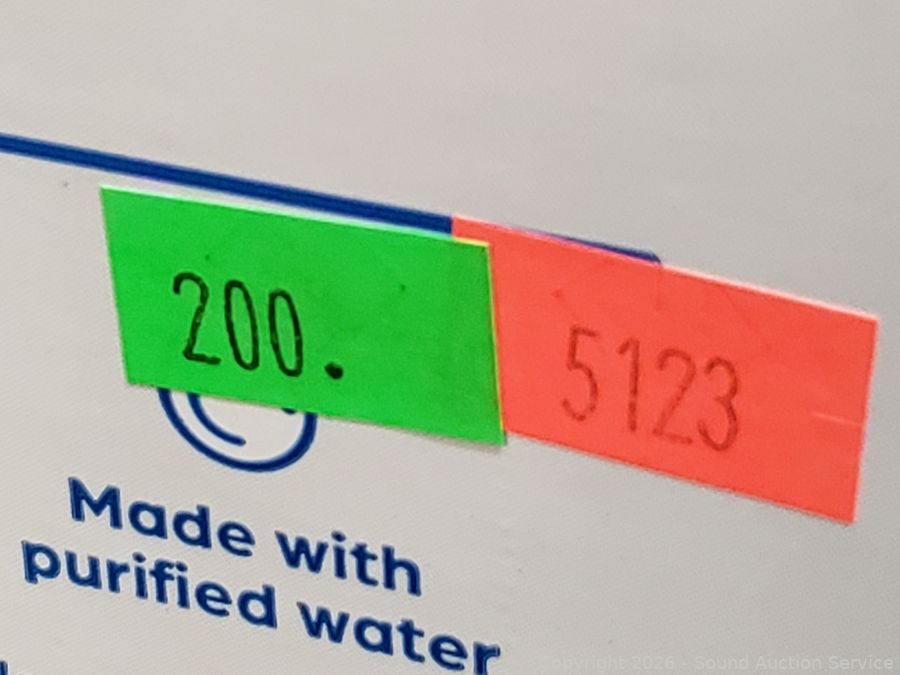 200.
5123
Made with
purified water
Copyright 2026 - Sound Auction Service